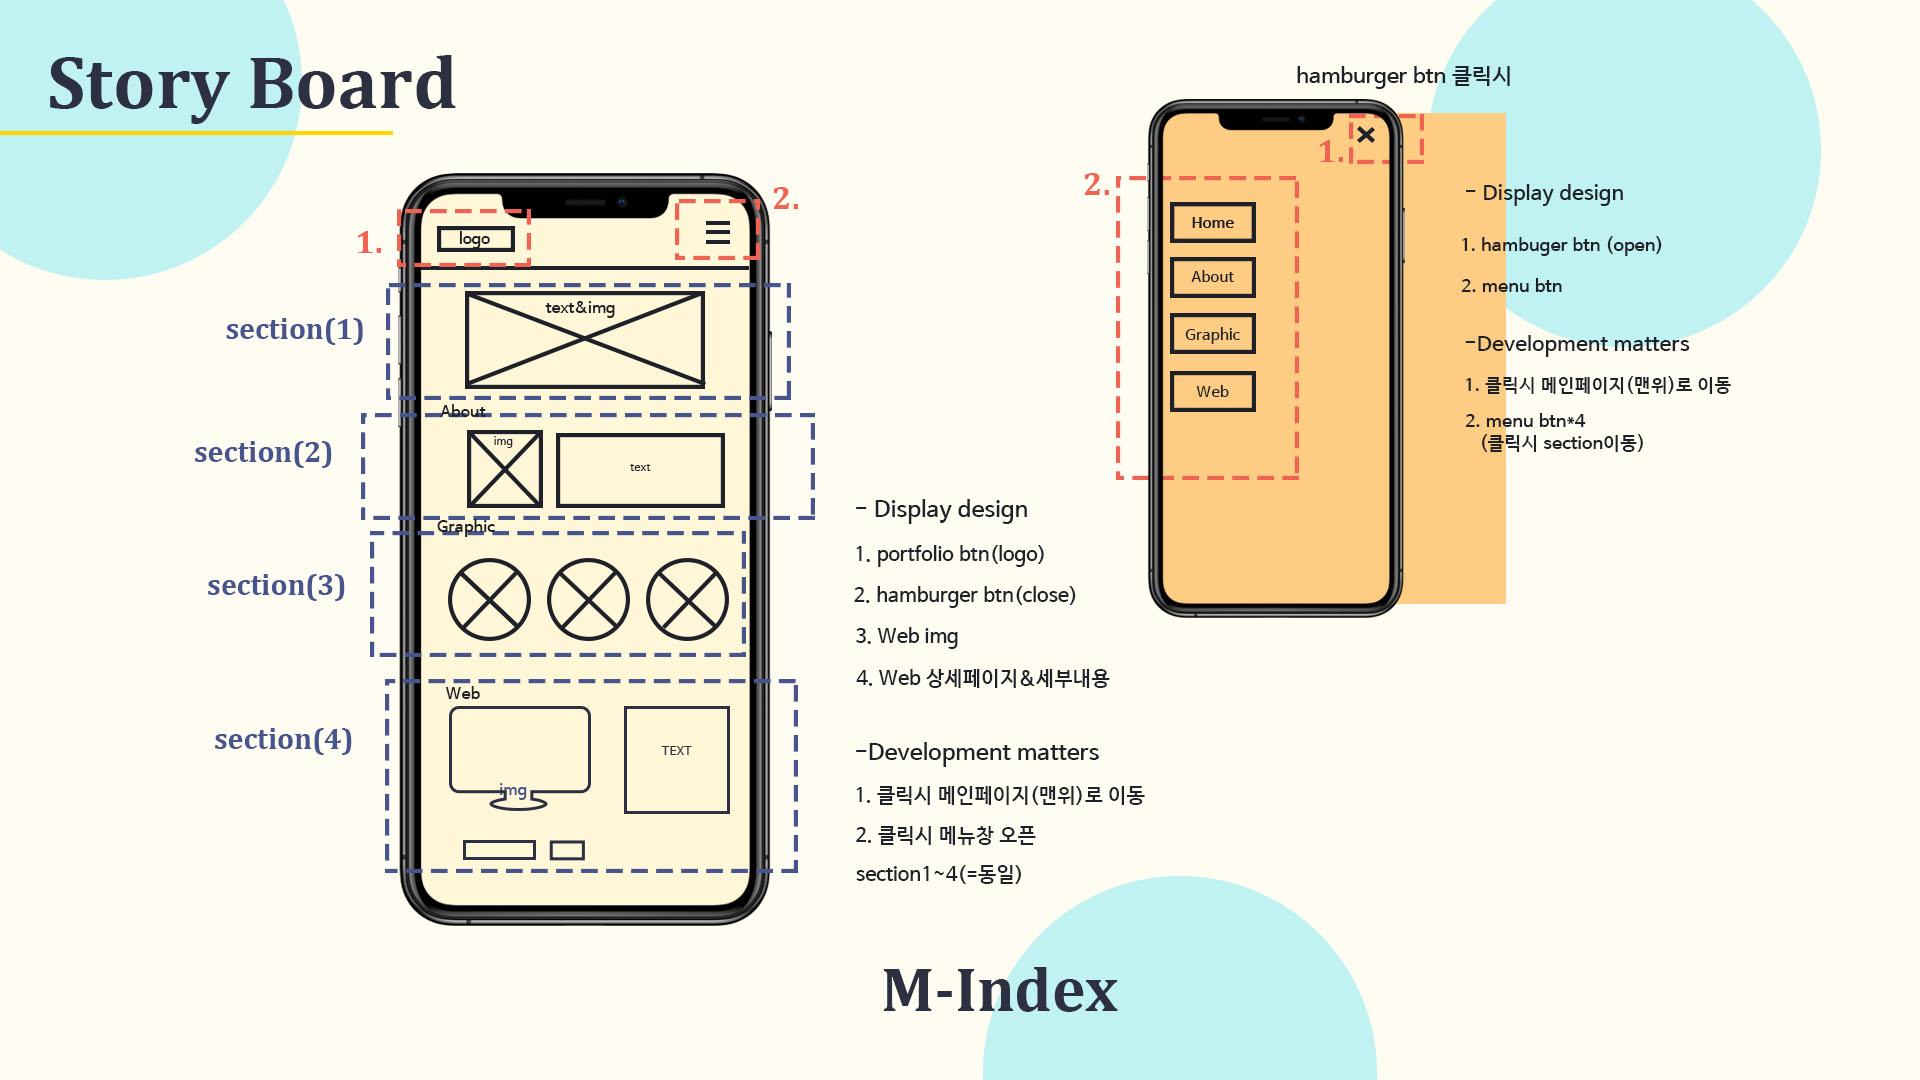 Story Board
1.
2.
logo
section(1)
text&img
About
section(2)
img
text
Graphic
section(3)
Web
section(4)
img
TEXT
- Display design
1. portfolio btn(logo)
2. hamburger btn(close)
3. Web img
4. Web 상세페이지&세부내용
-Development matters
1. 클릭시 메인페이지(맨위)로 이동
2. 클릭시 메뉴창 오픈
section1~4(=동일)
hamburger btn 클릭시
1.
2.
Home
About
Graphic
Web
- Display design
1. hambuger btn (open)
2. menu btn
-Development matters
1. 클릭시 메인페이지(맨위)로 이동
2. menu btn*4
(클릭시 section이동)
M-Index